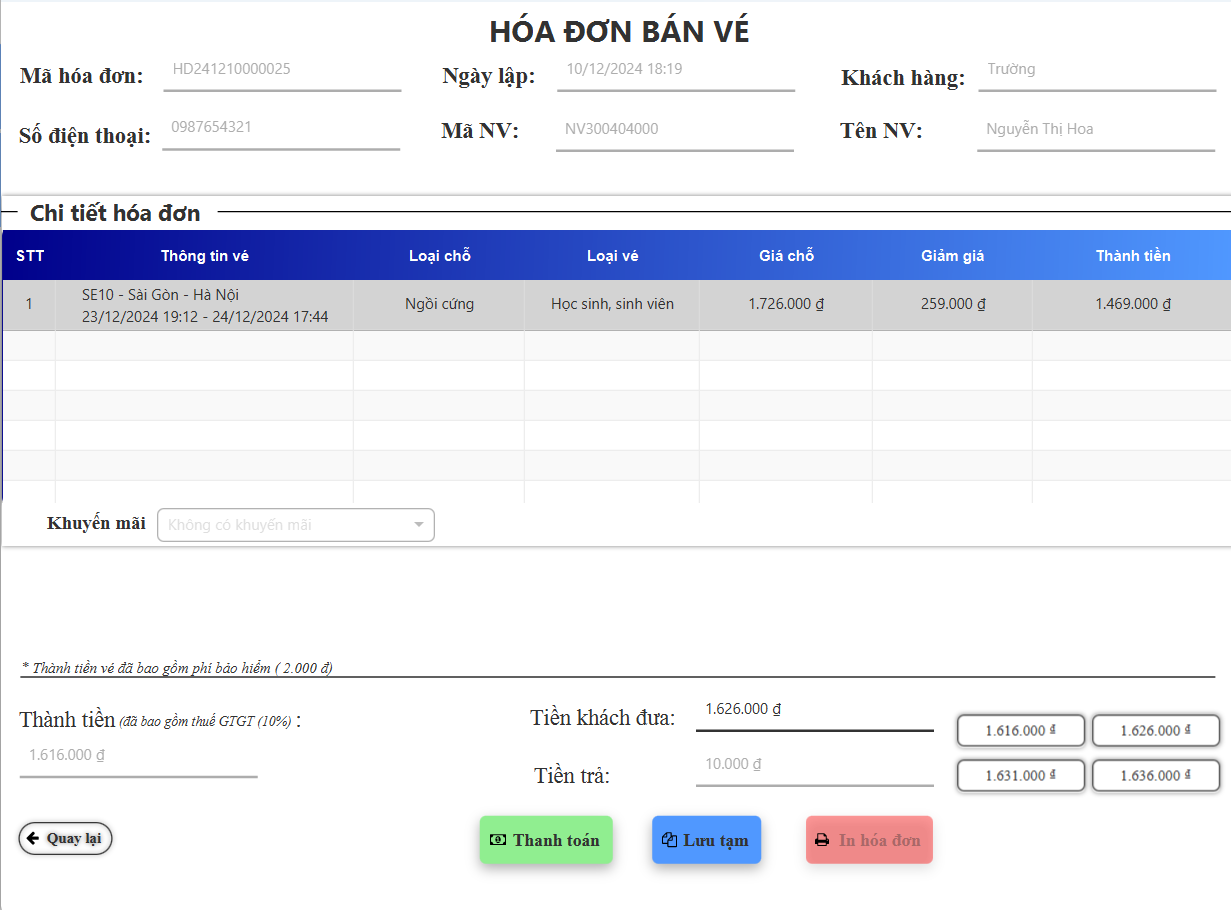 HÓA ĐƠN BÁN VÉ
Mã hóa đơn: HD241210000025 Ngày lập: 10/12/2024 18:19 Khách hàng: Trường
Số điện thoại: 0987654321 Mã NV: NV300404000 Tên NV: Nguyễn Thị Hoa
Chi tiết hóa đơn
STT Thông tin vé Loại chỗ Loại vé Giá chỗ Giảm giá Thành tiền
1 SE10 - Sài Gòn - Hà Nội Ngồi cứng Học sinh, sinh viên 1.726.000 ₫ 259.000 ₫ 1.469.000 ₫
23/12/2024 19:12 - 24/12/2024 17:44
Khuyến mãi Không có khuyến mãi
* Thành tiền vé đã bao gồm phí bảo hiểm ( 2.000 đ)
Thành tiền (đã bao gồm thuế GTGT (10%) : Tiền khách đưa: 1.626.000 ₫ 1.616.000 ₫ 1.626.000 ₫
1.616.000 ₫ Tiền trả: 10.000 ₫ 1.631.000 ₫ 1.636.000 ₫
Quay lại Thanh toán Lưu tạm In hóa đơn